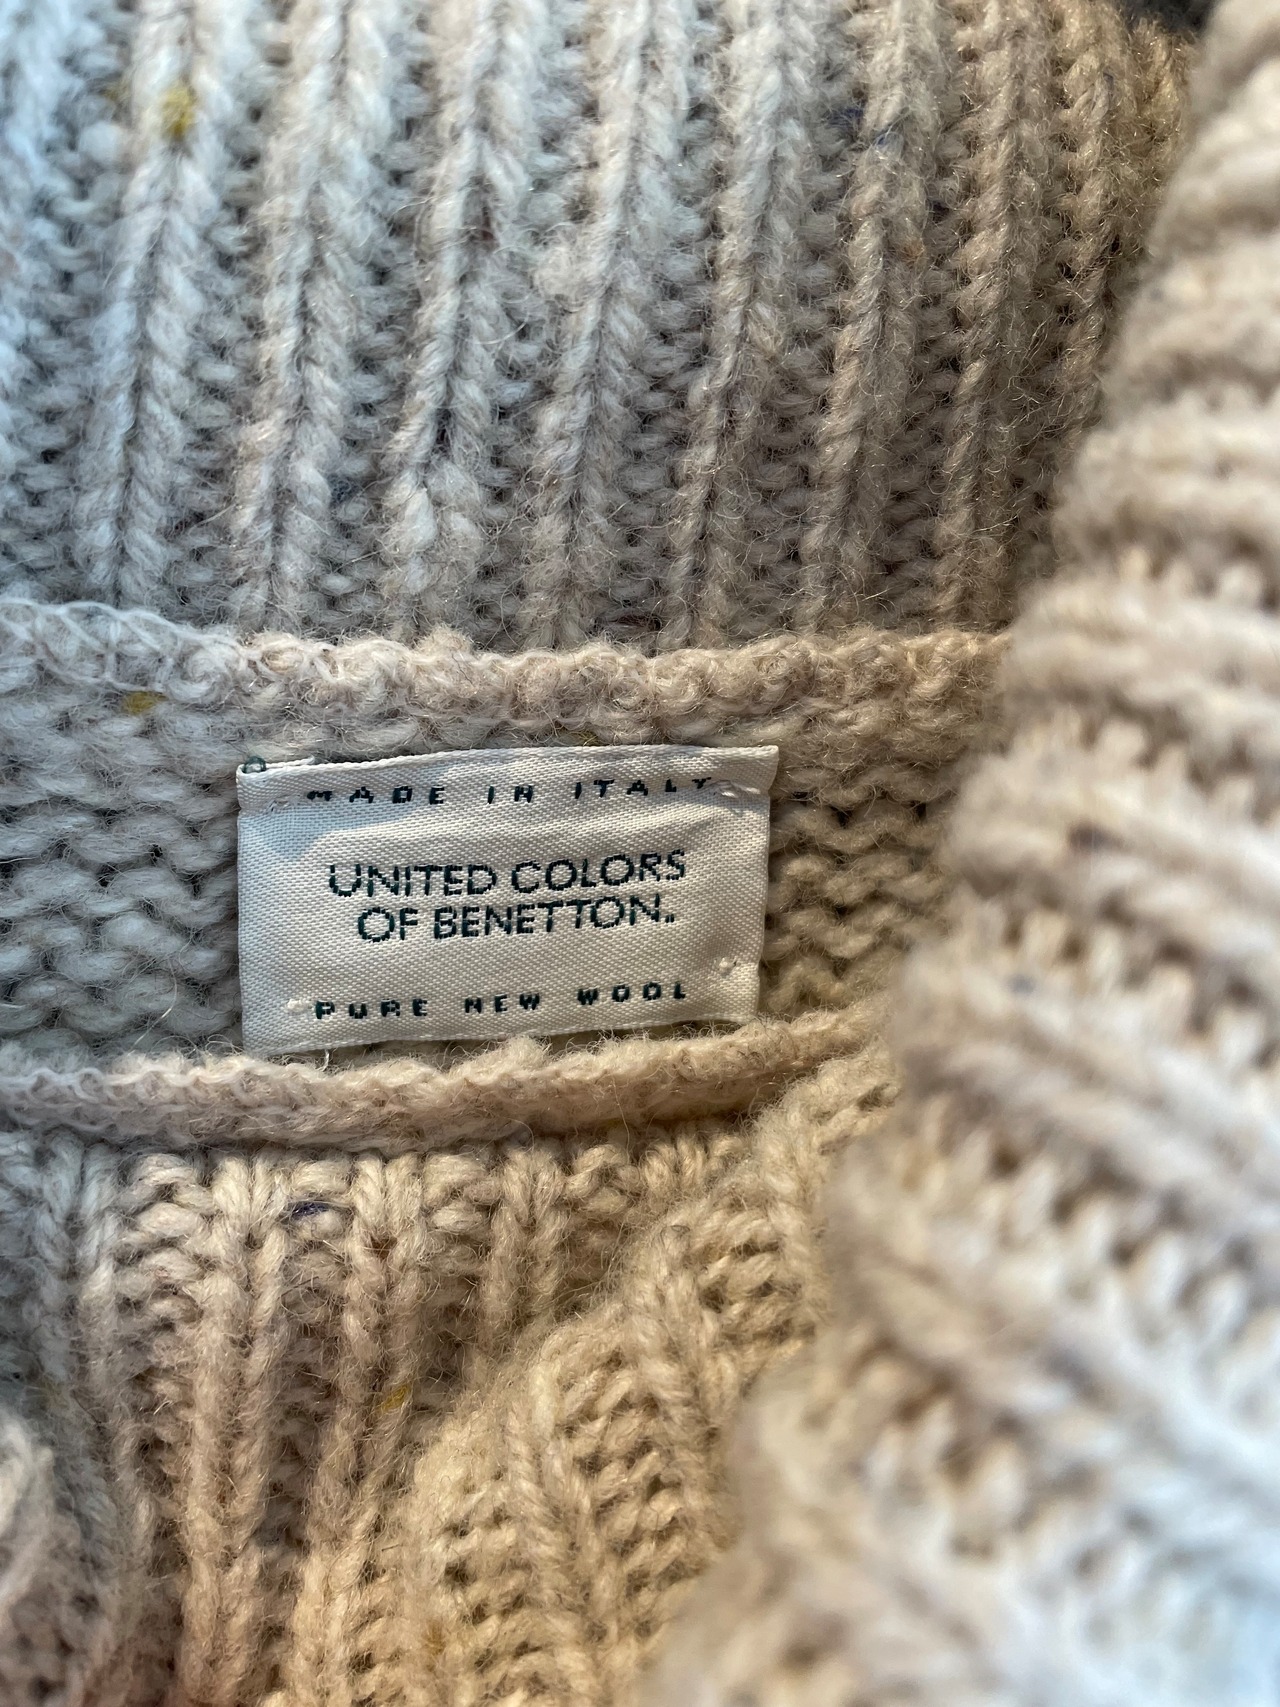 MADE IN ITALY
UNITED COLORS
OF BENETTON.
PURE NEW WOOL